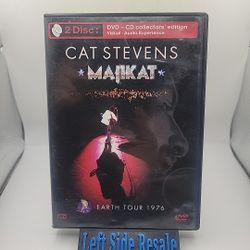 2 Disc
DVD - CD collectors' edition
Visual - Audio Experience
CAT STEVENS
★MAJIKAT★
EARTH TOUR 1976
Left Side Resale